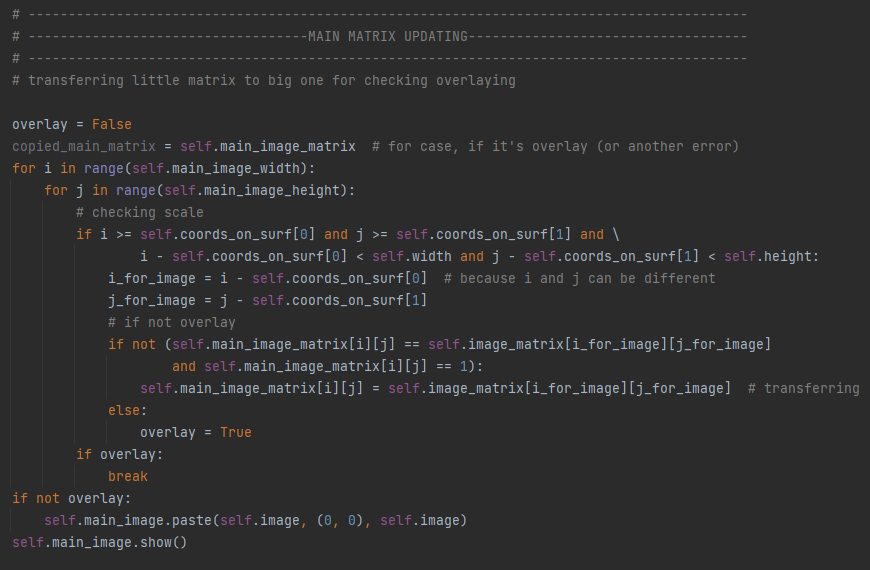 # ------------------------------------------------------------------------------------------
# -----------------------------------MAIN MATRIX UPDATING-----------------------------------
# ------------------------------------------------------------------------------------------
# transferring little matrix to big one for checking overlaying
overlay = False
copied_main_matrix = self.main_image_matrix  # for case, if it's overlay (or another error)
for i in range(self.main_image_width):
    for j in range(self.main_image_height):
        # checking scale
        if i >= self.coords_on_surf[0] and j >= self.coords_on_surf[1] and \
                i - self.coords_on_surf[0] < self.width and j - self.coords_on_surf[1] < self.height:
            i_for_image = i - self.coords_on_surf[0]  # because i and j can be different
            j_for_image = j - self.coords_on_surf[1]
            # if not overlay
            if not (self.main_image_matrix[i][j] == self.image_matrix[i_for_image][j_for_image]
                    and self.main_image_matrix[i][j] == 1):
                self.main_image_matrix[i][j] = self.image_matrix[i_for_image][j_for_image]  # transferring
            else:
                overlay = True
        if overlay:
            break
if not overlay:
    self.main_image.paste(self.image, (0, 0), self.image)
self.main_image.show()